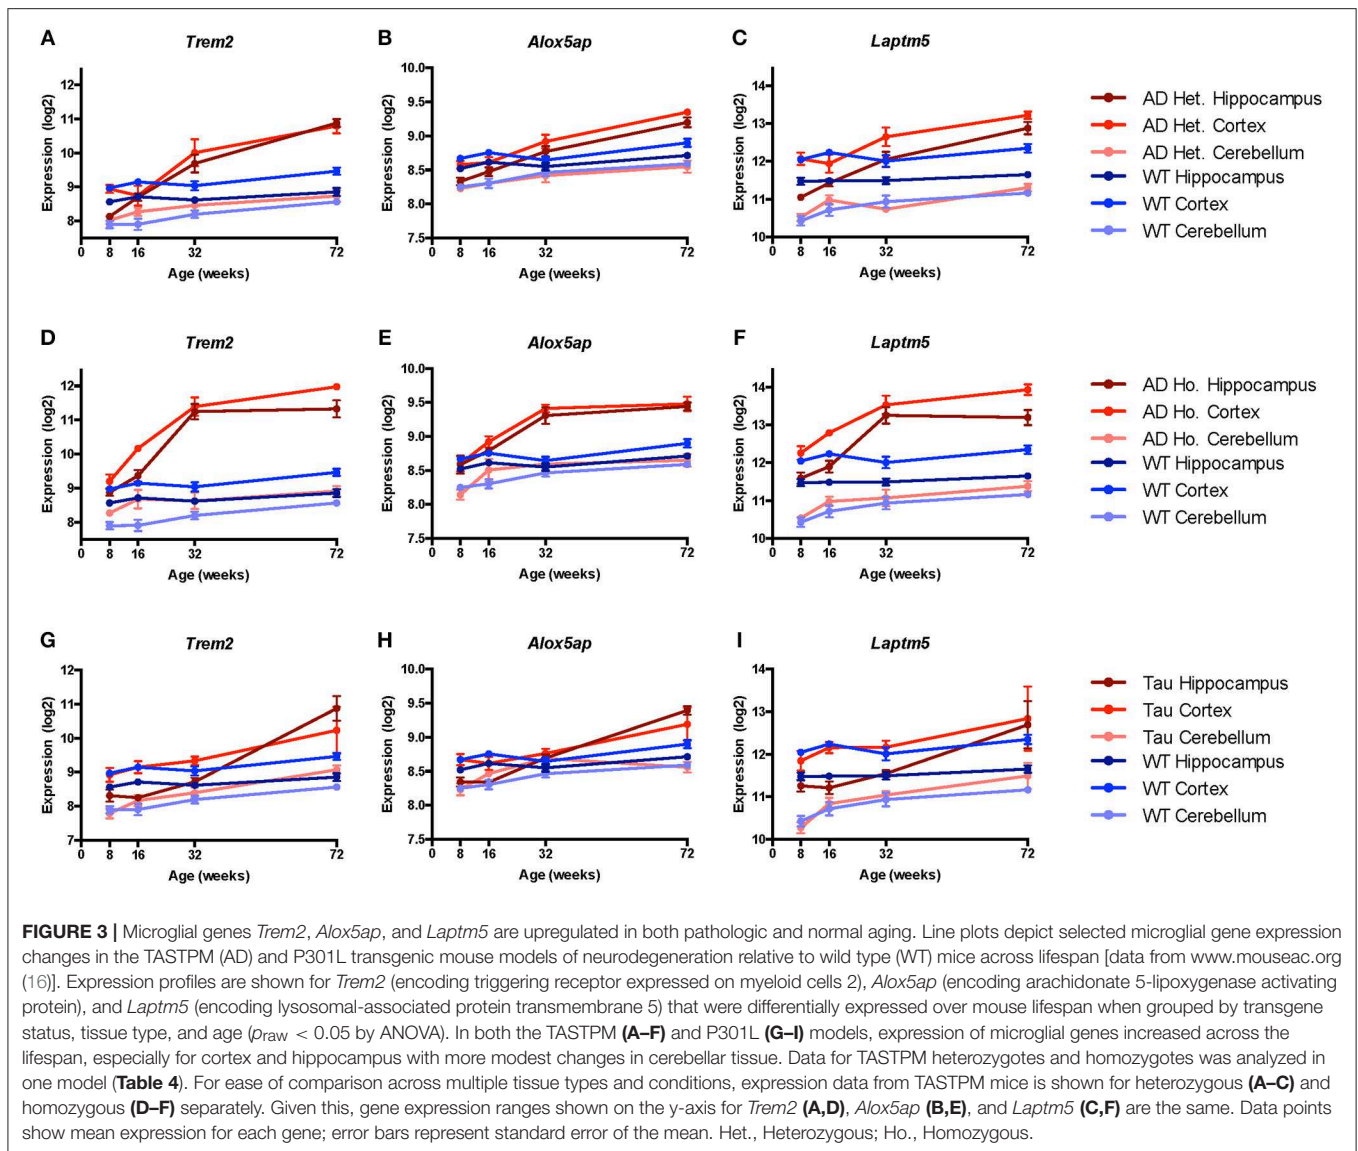 A
Trem2
Expression (log2)
12
11
10
9
8
0
8
16
32
72
Age (weeks)
B
Alox5ap
Expression (log2)
10.0
9.5
9.0
8.5
8.0
7.5
0
8
16
32
72
Age (weeks)
C
Laptm5
Expression (log2)
14
13
12
11
10
0
8
16
32
72
Age (weeks)
AD Het. Hippocampus
AD Het. Cortex
AD Het. Cerebellum
WT Hippocampus
WT Cortex
WT Cerebellum
D
Trem2
Expression (log2)
12
11
10
9
8
0
8
16
32
72
Age (weeks)
E
Alox5ap
Expression (log2)
10.0
9.5
9.0
8.5
8.0
7.5
0
8
16
32
72
Age (weeks)
F
Laptm5
Expression (log2)
14
13
12
11
10
0
8
16
32
72
Age (weeks)
AD Ho. Hippocampus
AD Ho. Cortex
AD Ho. Cerebellum
WT Hippocampus
WT Cortex
WT Cerebellum
G
Trem2
Expression (log2)
12
11
10
9
8
7
0
8
16
32
72
Age (weeks)
H
Alox5ap
Expression (log2)
10.0
9.5
9.0
8.5
8.0
7.5
0
8
16
32
72
Age (weeks)
I
Laptm5
Expression (log2)
14
13
12
11
10
0
8
16
32
72
Age (weeks)
Tau Hippocampus
Tau Cortex
Tau Cerebellum
WT Hippocampus
WT Cortex
WT Cerebellum
FIGURE 3 | Microglial genes Trem2, Alox5ap, and Laptm5 are upregulated in both pathologic and normal aging. Line plots depict selected microglial gene expression
changes in the TASTPM (AD) and P301L transgenic mouse models of neurodegeneration relative to wild type (WT) mice across lifespan [data from www.mouseac.org
(16)]. Expression profiles are shown for Trem2 (encoding triggering receptor expressed on myeloid cells 2), Alox5ap (encoding arachidonate 5-lipoxygenase activating
protein), and Laptm5 (encoding lysosomal-associated protein transmembrane 5) that were differentially expressed over mouse lifespan when grouped by transgene
status, tissue type, and age (praw < 0.05 by ANOVA). In both the TASTPM (A–F) and P301L (G–I) models, expression of microglial genes increased across the
lifespan, especially for cortex and hippocampus with more modest changes in cerebellar tissue. Data for TASTPM heterozygotes and homozygotes was analyzed in
one model (Table 4). For ease of comparison across multiple tissue types and conditions, expression data from TASTPM mice is shown for heterozygous (A–C) and
homozygous (D–F) separately. Given this, gene expression ranges shown on the y-axis for Trem2 (A,D), Alox5ap (B,E), and Laptm5 (C,F) are the same. Data points
show mean expression for each gene; error bars represent standard error of the mean. Het., Heterozygous; Ho., Homozygous.